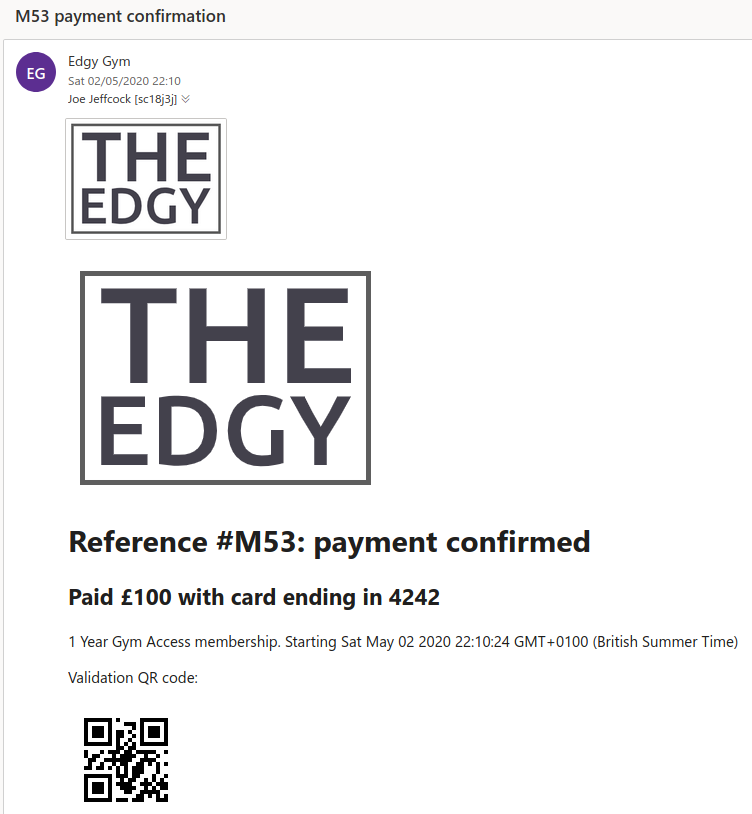 M53 payment confirmation
EG
Edgy Gym
Sat 02/05/2020 22:10
Joe Jeffcock [sc18j3j]
THE
EDGY
THE
EDGY
Reference #M53: payment confirmed
Paid £100 with card ending in 4242
1 Year Gym Access membership. Starting Sat May 02 2020 22:10:24 GMT+0100 (British Summer Time)
Validation QR code: